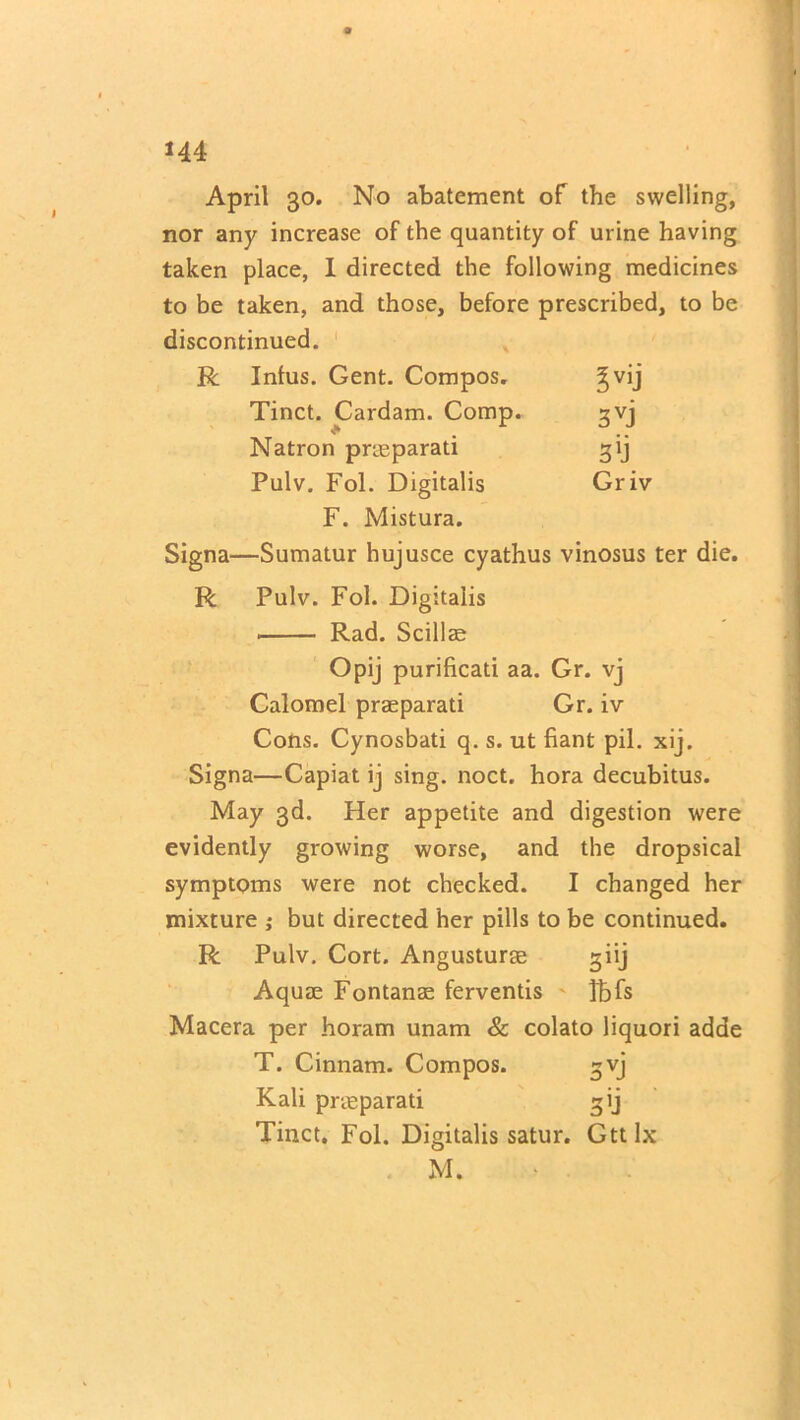 144
April 30. No abatement of the swelling,
nor any increase of the quantity of urine having
taken place, I directed the following medicines
to be taken, and those, before prescribed, to be
discontinued.
℞ Infus. Gent. Compos. ℥vij
Tinct. Cardam. Comp. ʒvj
Natron præparati ʒij
Pulv. Fol. Digitalis Griv
F. Mistura.
Signa—Sumatur hujusce cyathus vinosus ter die.
℞ Pulv. Fol. Digitalis
—— Rad. Scillæ
Opij purificati aa. Gr. vj
Calomel præparati Gr. iv
Cons. Cynosbati q. s. ut fiant pil. xij.
Signa—Capiat ij sing. noct. hora decubitus.
May 3d. Her appetite and digestion were
evidently growing worse, and the dropsical
symptoms were not checked. I changed her
mixture ; but directed her pills to be continued.
℞ Pulv. Cort. Angusturæ ʒiij
Aquæ Fontanæ ferventis ℔fs
Macera per horam unam & colato liquori adde
T. Cinnam. Compos. ʒvj
Kali præparati ʒij
Tinct. Fol. Digitalis satur. Gtt lx
M.